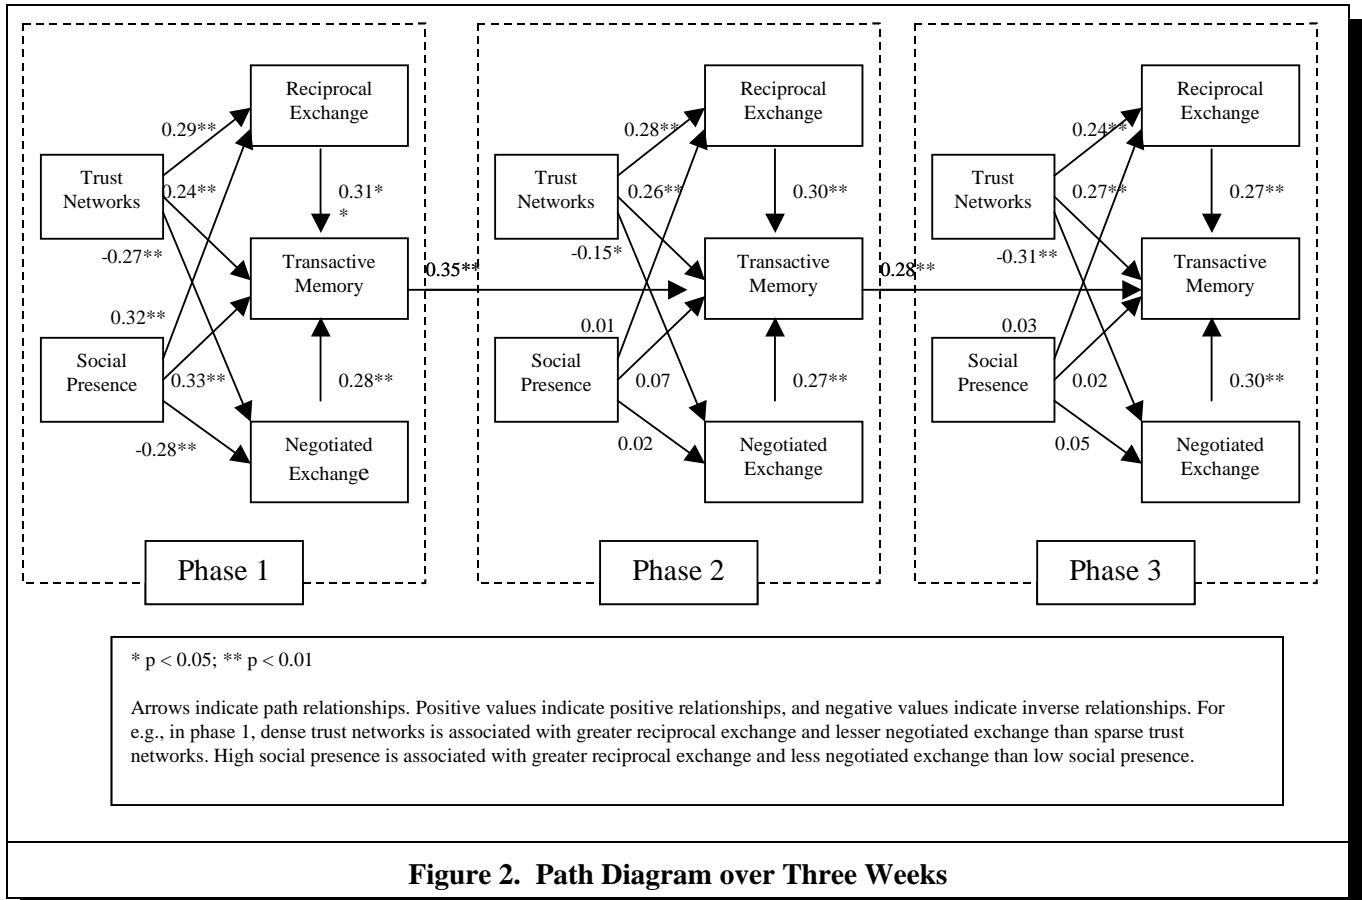 Reciprocal
Exchange
0.29**
Trust
Networks
0.24**
0.31*
*
-0.27**
Transactive
Memory
0.35**
0.32**
Social
Presence
0.33**
0.28**
-0.28**
Negotiated
Exchange
Phase 1
Reciprocal
Exchange
0.28**
Trust
Networks
0.26**
0.30**
-0.15*
Transactive
Memory
0.28**
0.01
Social
Presence
0.07
0.27**
0.02
Negotiated
Exchange
Phase 2
Reciprocal
Exchange
0.24**
Trust
Networks
0.27**
0.27**
-0.31**
Transactive
Memory
0.03
Social
Presence
0.02
0.30**
0.05
Negotiated
Exchange
Phase 3
* p < 0.05; ** p < 0.01
Arrows indicate path relationships. Positive values indicate positive relationships, and negative values indicate inverse relationships. For
e.g., in phase 1, dense trust networks is associated with greater reciprocal exchange and lesser negotiated exchange than sparse trust
networks. High social presence is associated with greater reciprocal exchange and less negotiated exchange than low social presence.
Figure 2. Path Diagram over Three Weeks